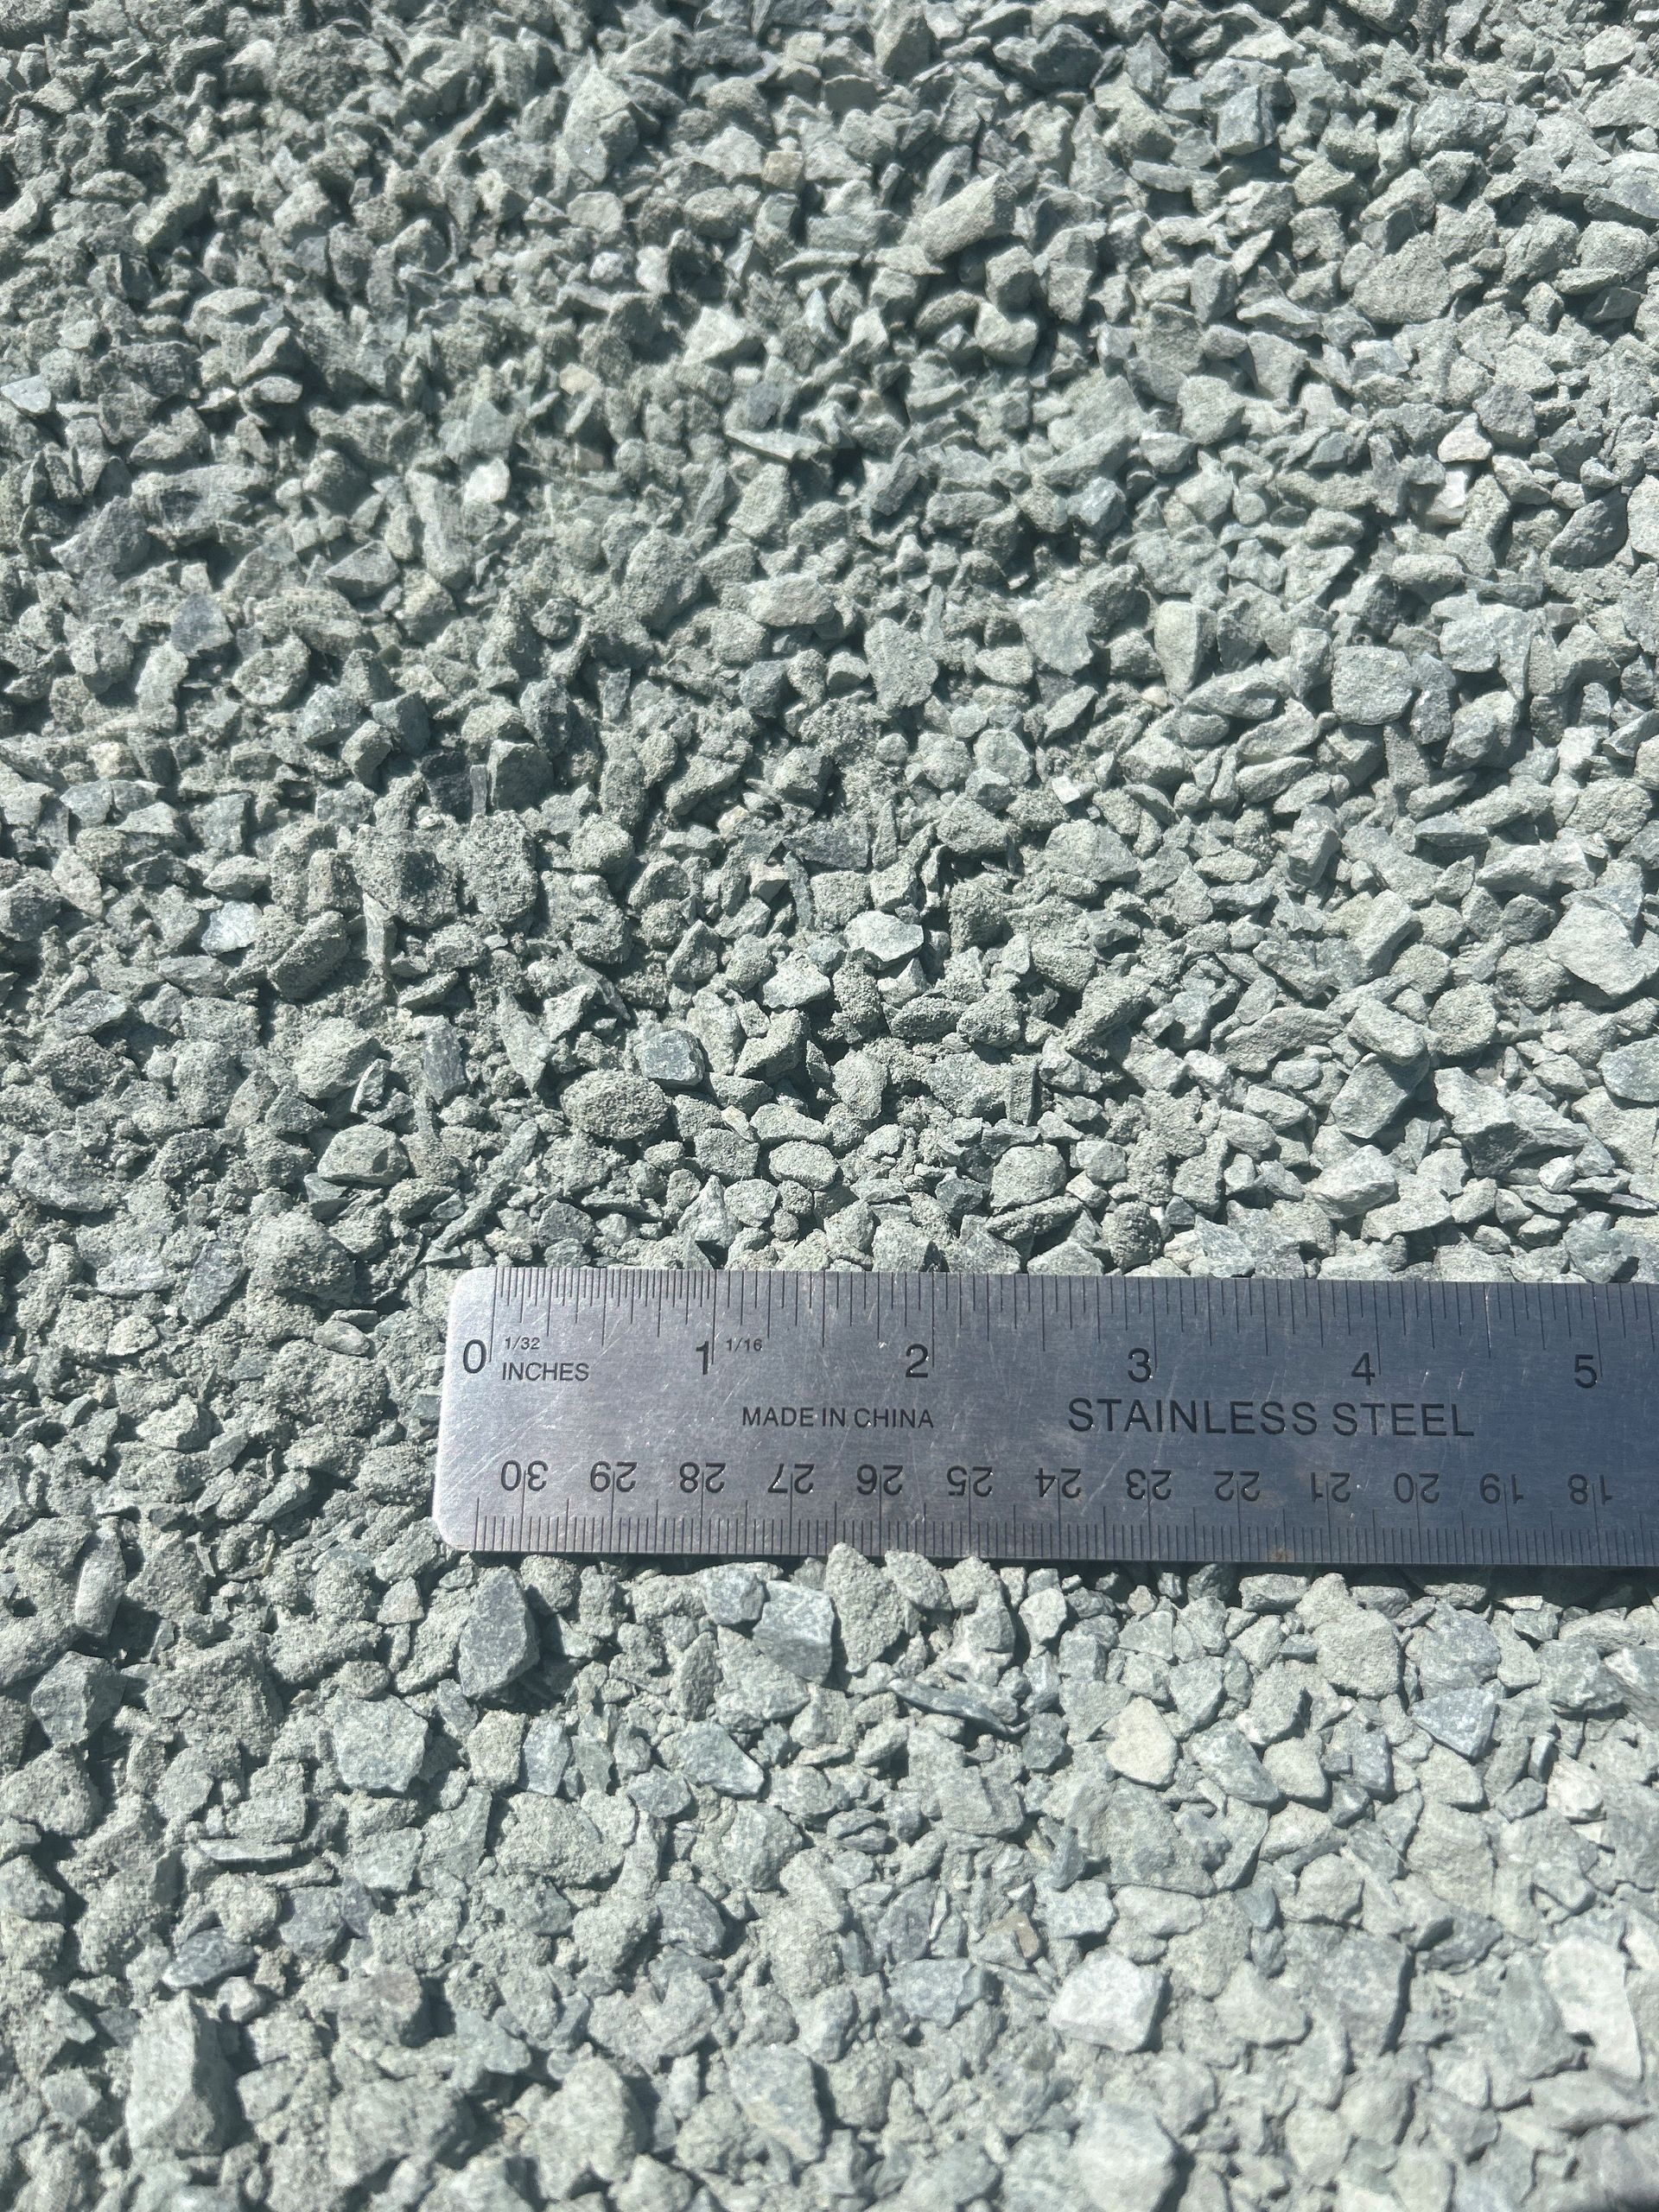 0 1/32 1 1/16 2 3 4 5
INCHES
MADE IN CHINA STAINLESS STEEL
30 29 28 27 26 25 24 23 22 21 20 19 18